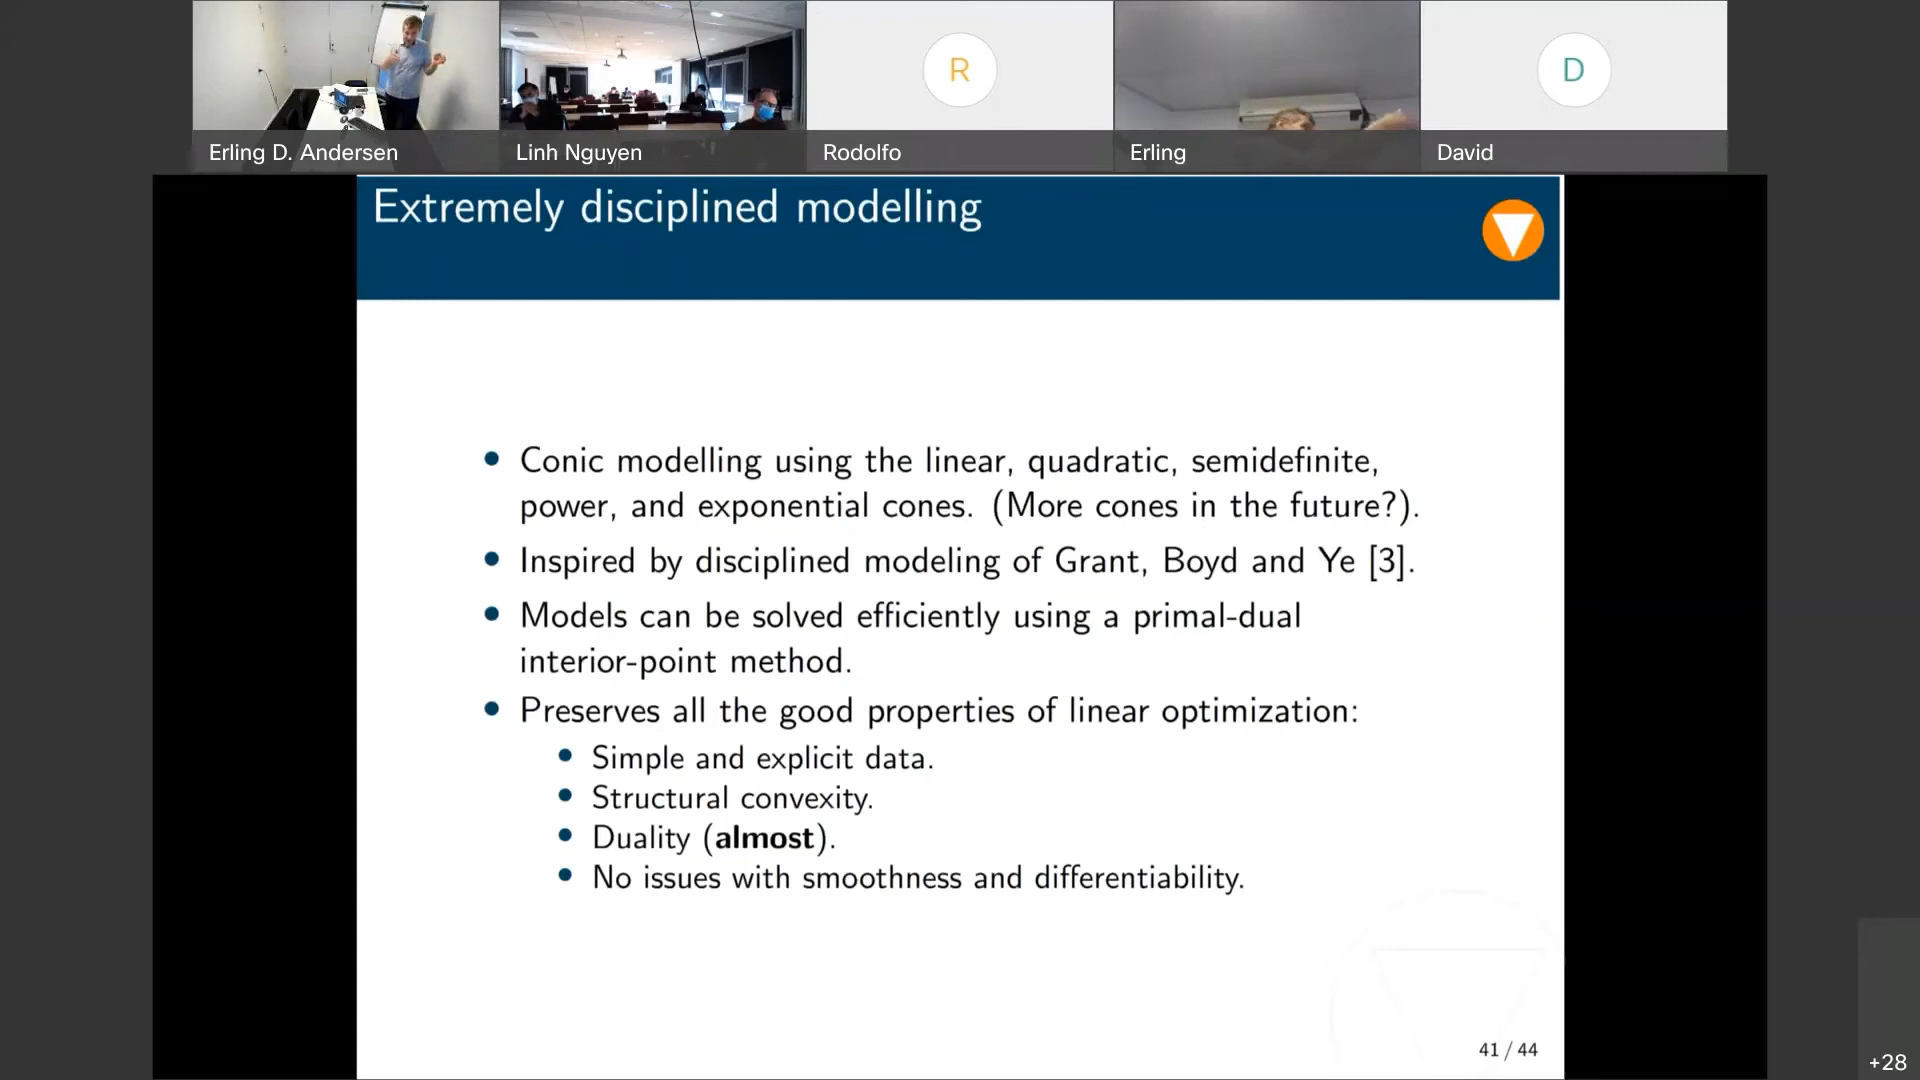 R
D
Erling D. Andersen
Linh Nguyen
Rodolfo
Erling
David
Extremely disciplined modelling
• Conic modelling using the linear, quadratic, semidefinite,
power, and exponential cones. (More cones in the future?).
• Inspired by disciplined modeling of Grant, Boyd and Ye [3].
• Models can be solved efficiently using a primal-dual
interior-point method.
• Preserves all the good properties of linear optimization:
• Simple and explicit data.
• Structural convexity.
• Duality (almost).
• No issues with smoothness and differentiability.
41 / 44
+28